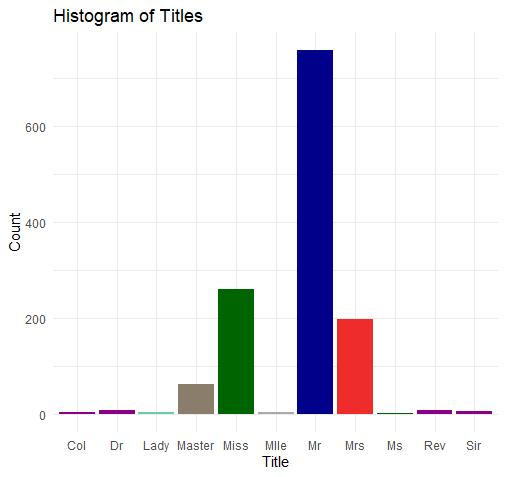 Histogram of Titles
Count
600
400
200
0
Col Dr Lady Master Miss Mlle Mr Mrs Ms Rev Sir
Title